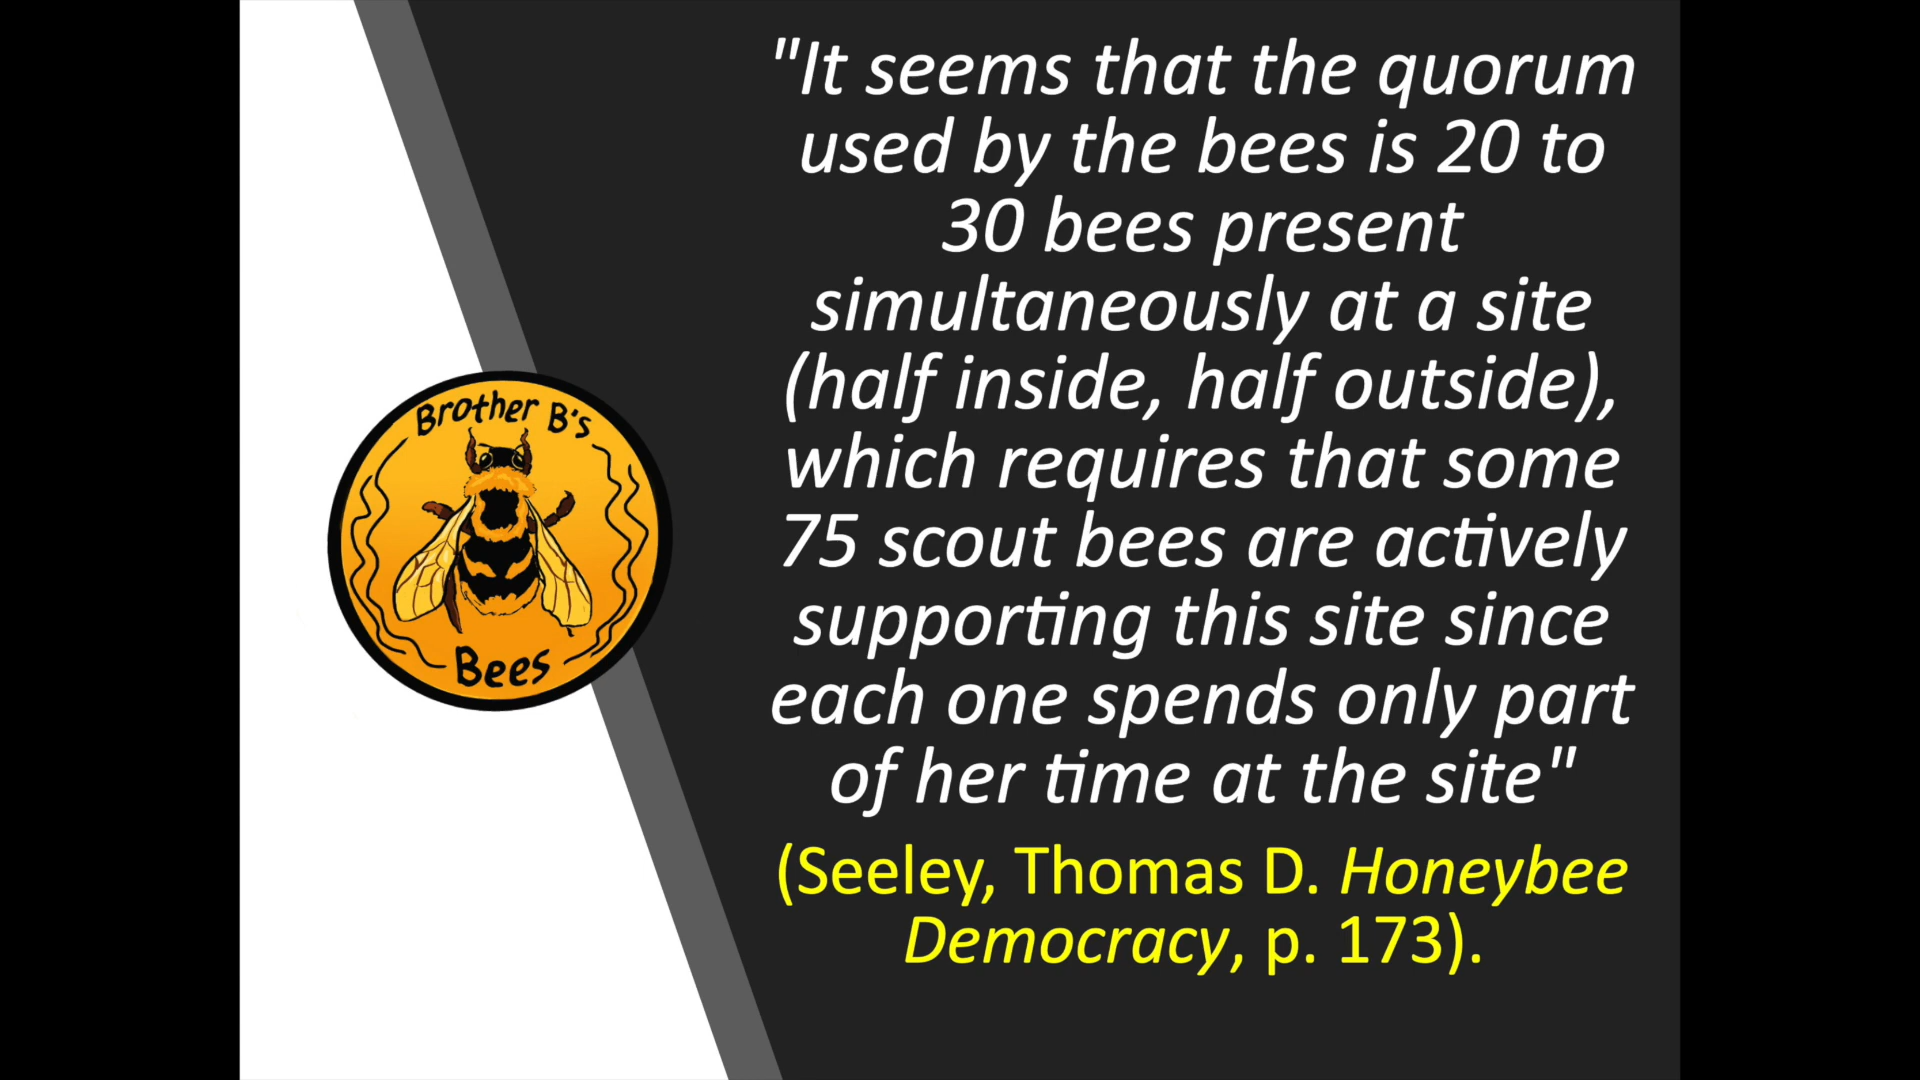 "It seems that the quorum
used by the bees is 20 to
30 bees present
simultaneously at a site
(half inside, half outside),
which requires that some
75 scout bees are actively
supporting this site since
each one spends only part
of her time at the site"
(Seeley, Thomas D. Honeybee
Democracy, p. 173).
Brother B's
Bees